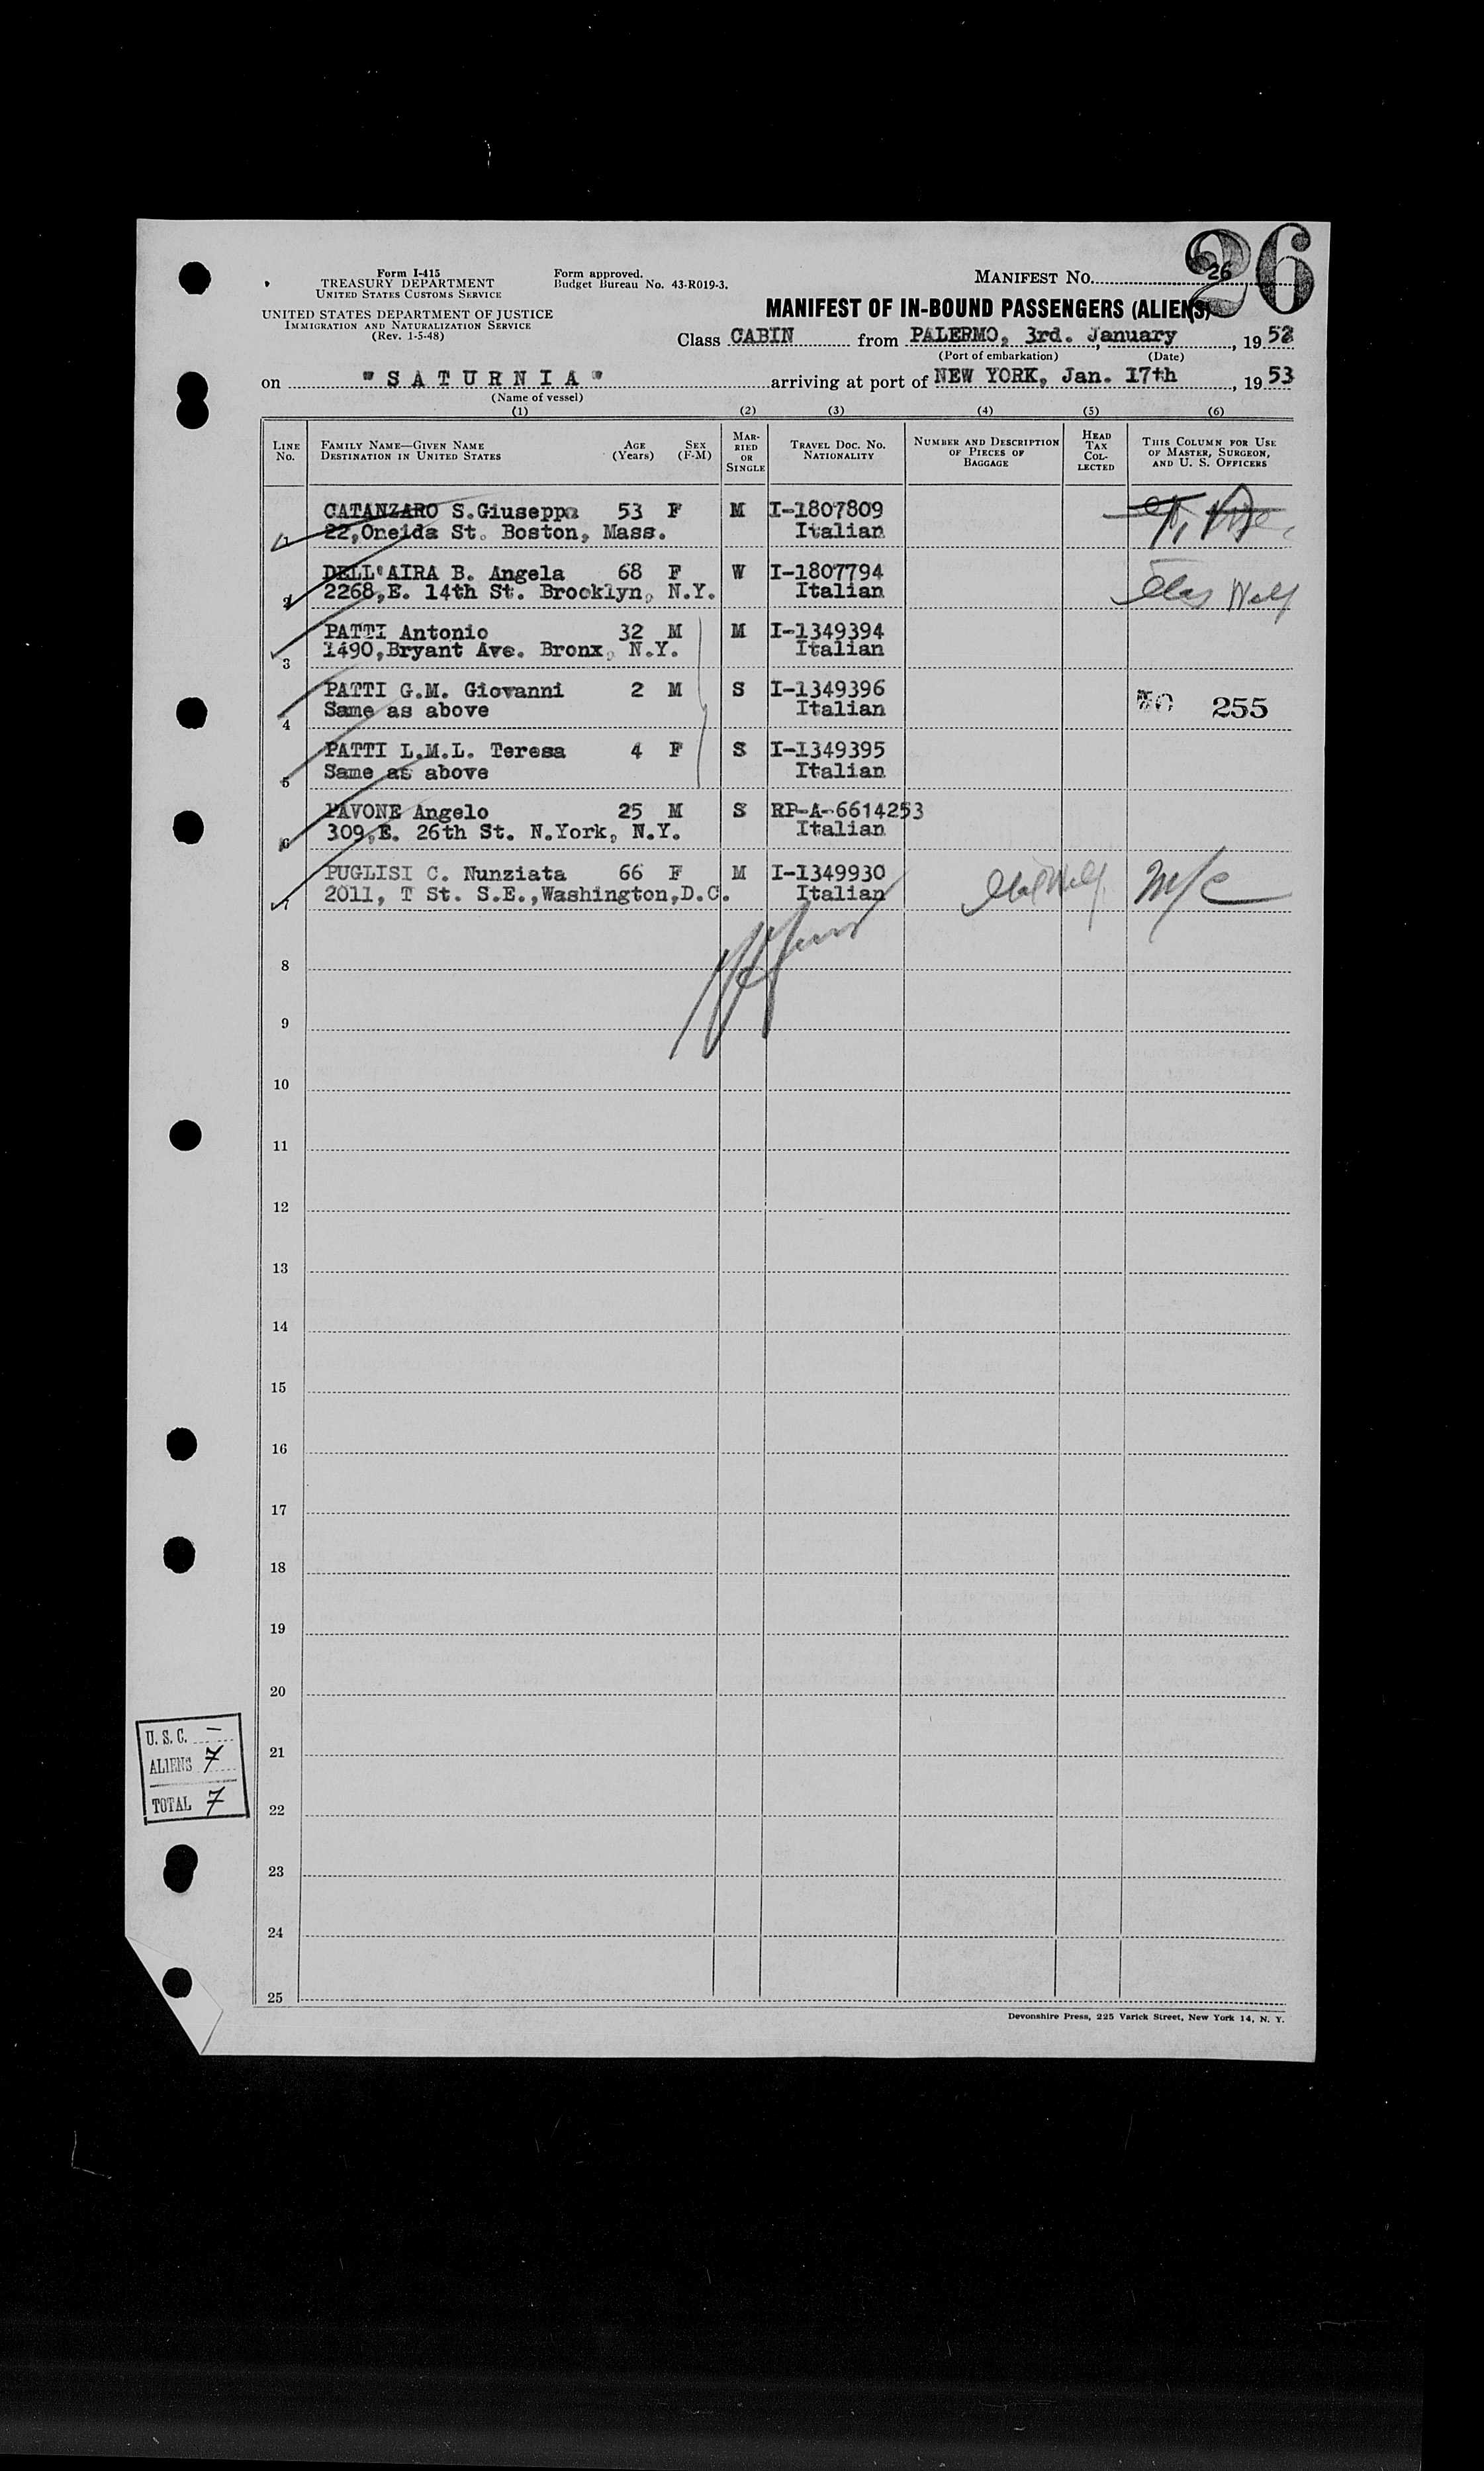 26
Form I-415
TREASURY DEPARTMENT
UNITED STATES CUSTOMS SERVICE
UNITED STATES DEPARTMENT OF JUSTICE
IMMIGRATION AND NATURALIZATION SERVICE
(Rev. 1-5-48)
Form approved.
Budget Bureau No. 43-R019-3.
MANIFEST NO. 26
MANIFEST OF IN-BOUND PASSENGERS (ALIENS)
Class CABIN from PALERMO, 3rd. January, 1953
(Port of embarkation) (Date)
on "SATURNIA" arriving at port of NEW YORK, Jan. 17th, 1953
(Name of vessel)
(1) (2) (3) (4) (5) (6)
LINE NO. FAMILY NAME—GIVEN NAME DESTINATION IN UNITED STATES AGE (Years) SEX (F-M) MARRIED OR SINGLE TRAVEL DOC. NO. NATIONALITY NUMBER AND DESCRIPTION OF PIECES OF BAGGAGE HEAD TAX COLLECTED THIS COLUMN FOR USE OF MASTER, SURGEON, AND U. S. OFFICERS
CATANZARO S.Giuseppa 53 F M I-1807809
1 22,Oneida St. Boston, Mass. Italian
DELL'AIRA B. Angela 68 F W I-1807794
2 2268,E. 14th St. Brooklyn, N.Y. Italian
PATTI Antonio 32 M M I-1349394
3 1490,Bryant Ave. Bronx, N.Y. Italian
PATTI G.M. Giovanni 2 M S I-1349396
4 Same as above Italian 255
PATTI L.M.L. Teresa 4 F S I-1349395
5 Same as above Italian
PAVONE Angelo 25 M S RP-A-6614253
6 309,E. 26th St. N.York, N.Y. Italian
PUGLISI C. Nunziata 66 F M I-1349930
7 2011, T St. S.E.,Washington,D.C. Italian
8
9
10
11
12
13
14
15
16
17
18
19
20
21
22
23
24
25
U. S. C. —
ALIENS 7
TOTAL 7
Devonshire Press, 225 Varick Street, New York 14, N. Y.